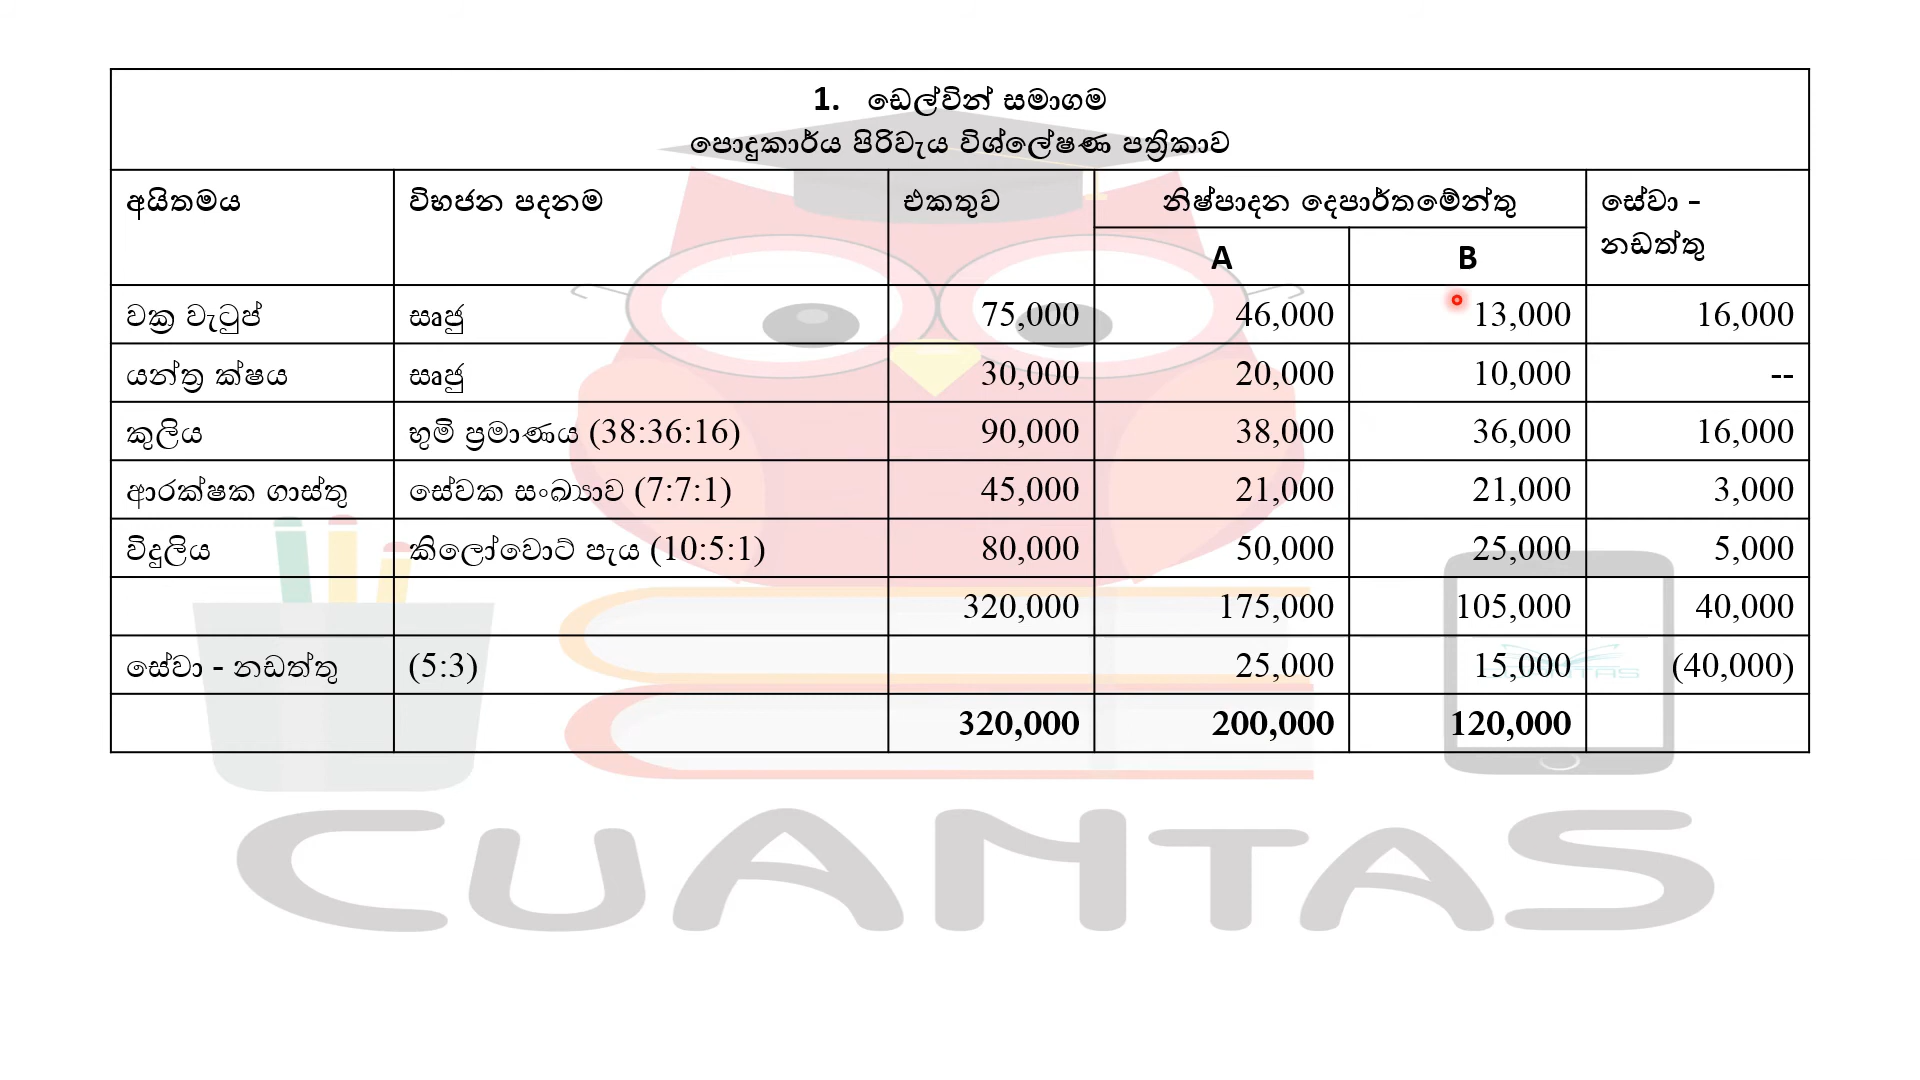 1. ඩෙල්වින් සමාගම
පොදුකාර්ය පිරිවැය විශ්ලේෂණ පත්‍රිකාව
අයිතමය විභජන පදනම එකතුව නිෂ්පාදන දෙපාර්තමේන්තු සේවා –
නඩත්තු
A B
වක්‍ර වැටුප් සෘජු 75,000 46,000 13,000 16,000
යන්ත්‍ර ක්ෂය සෘජු 30,000 20,000 10,000 --
කුලිය භූමි ප්‍රමාණය (38:36:16) 90,000 38,000 36,000 16,000
ආරක්ෂක ගාස්තු සේවක සංඛ්‍යාව (7:7:1) 45,000 21,000 21,000 3,000
විදුලිය කිලෝවොට් පැය (10:5:1) 80,000 50,000 25,000 5,000
320,000 175,000 105,000 40,000
සේවා - නඩත්තු (5:3) 25,000 15,000 (40,000)
320,000 200,000 120,000
CUANTAS